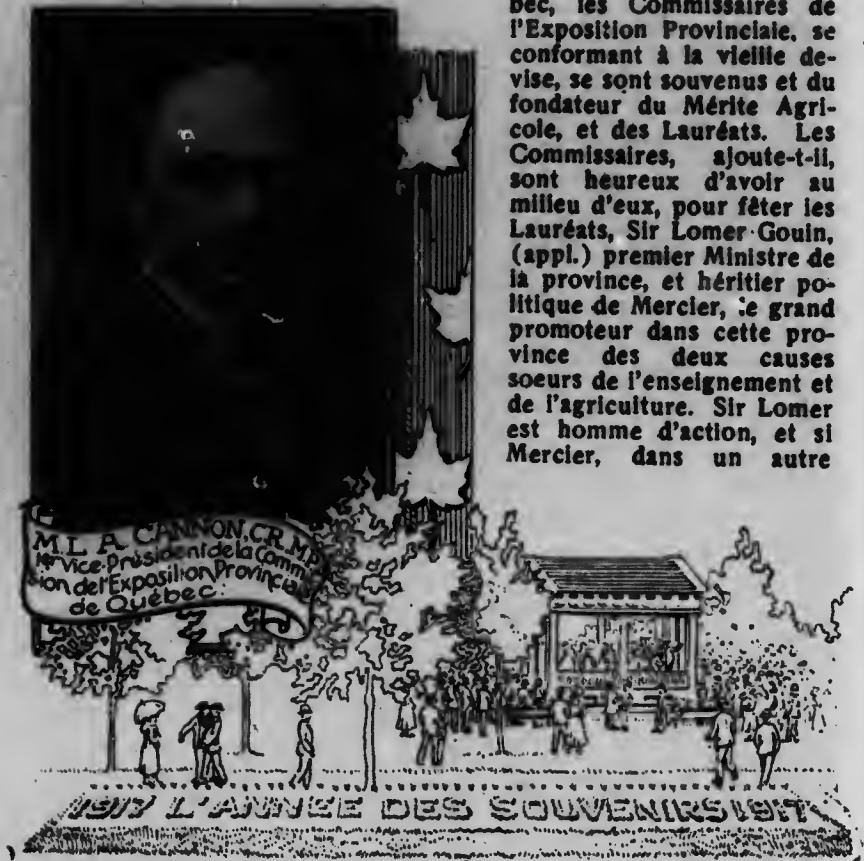 bec, les Commissaires de
l'Exposition Provinciale, se
conformant à la vieille de-
vise, se sont souvenus et du
fondateur du Mérite Agri-
cole, et des Lauréats. Les
Commissaires, ajoute-t-il,
sont heureux d'avoir au
milieu d'eux, pour fêter les
Lauréats, Sir Lomer Gouin,
(appl.) premier Ministre de
la province, et héritier po-
litique de Mercier, le grand
promoteur dans cette pro-
vince des deux causes
soeurs de l'enseignement et
de l'agriculture. Sir Lomer
est homme d'action, et si
Mercier, dans un autre
M. L. A. CANNON, C.R. M.P.
1er Vice-Président de la Commis-
sion de l'Exposition Provinciale
de Québec.
1917 L'ANNÉE DES SOUVENIRS 1917